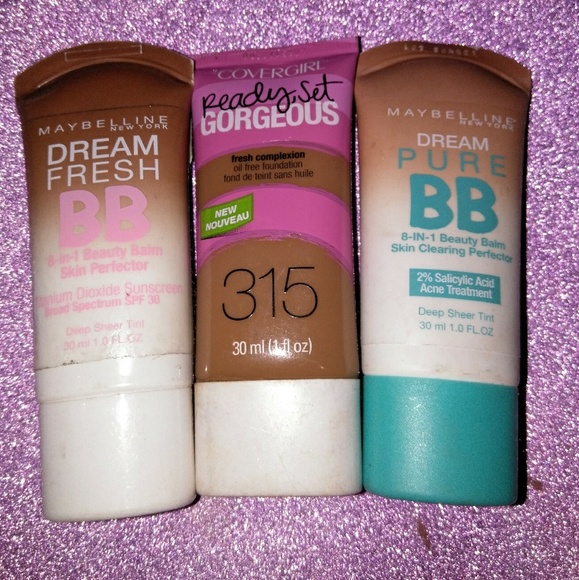 MAYBELLINE
NEW YORK
DREAM
FRESH
BB
8-in-1 Beauty Balm
Skin Perfector
Titanium Dioxide Sunscreen
Broad Spectrum SPF 30
Deep Sheer Tint
30 ml 1.0 FL.OZ
COVERGIRL
Ready, Set
GORGEOUS
fresh complexion
oil free foundation
fond de teint sans huile
NEW
NOUVEAU
315
30 ml (1 fl oz)
MAYBELLINE
NEW YORK
DREAM
PURE
BB
8-IN-1 Beauty Balm
Skin Clearing Perfector
2% Salicylic Acid
Acne Treatment
Deep Sheer Tint
30 ml 1.0 FL.OZ